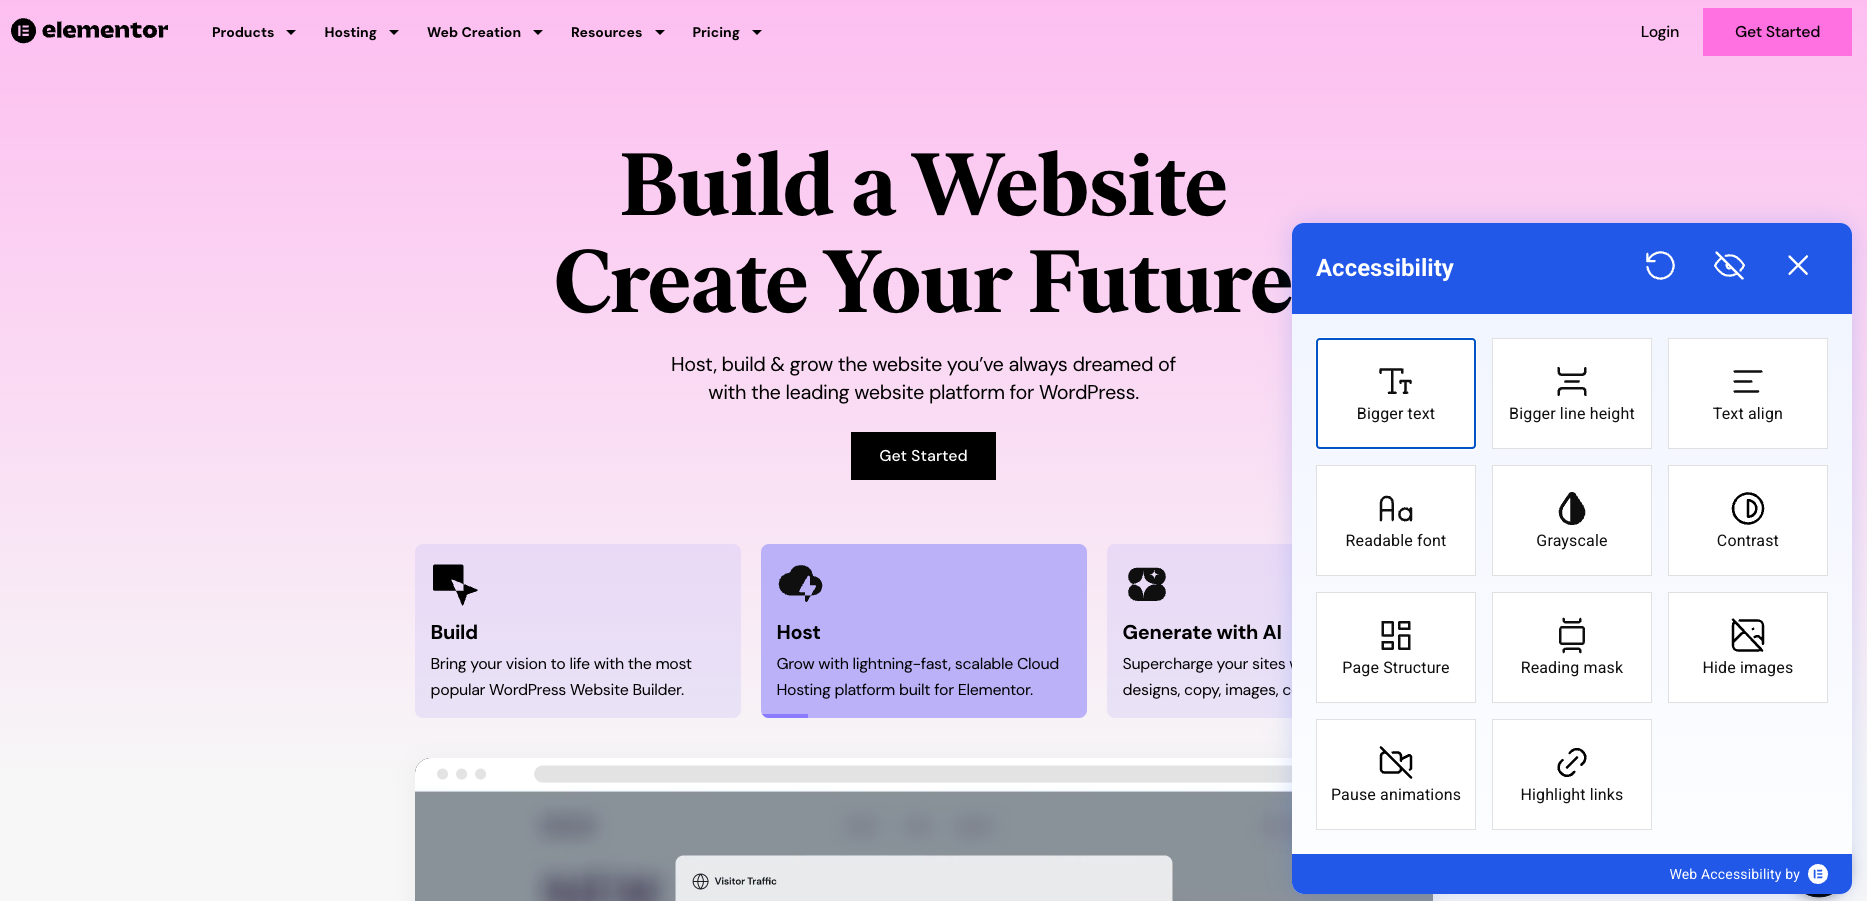 elementor
Products
Hosting
Web Creation
Resources
Pricing
Login
Get Started
Build a Website
Create Your Future
Host, build & grow the website you’ve always dreamed of
with the leading website platform for WordPress.
Get Started
Build
Bring your vision to life with the most
popular WordPress Website Builder.
Host
Grow with lightning-fast, scalable Cloud
Hosting platform built for Elementor.
Generate with AI
Supercharge your sites
designs, copy, images,
Visitor Traffic
Accessibility
Bigger text
Bigger line height
Text align
Readable font
Grayscale
Contrast
Page Structure
Reading mask
Hide images
Pause animations
Highlight links
Web Accessibility by